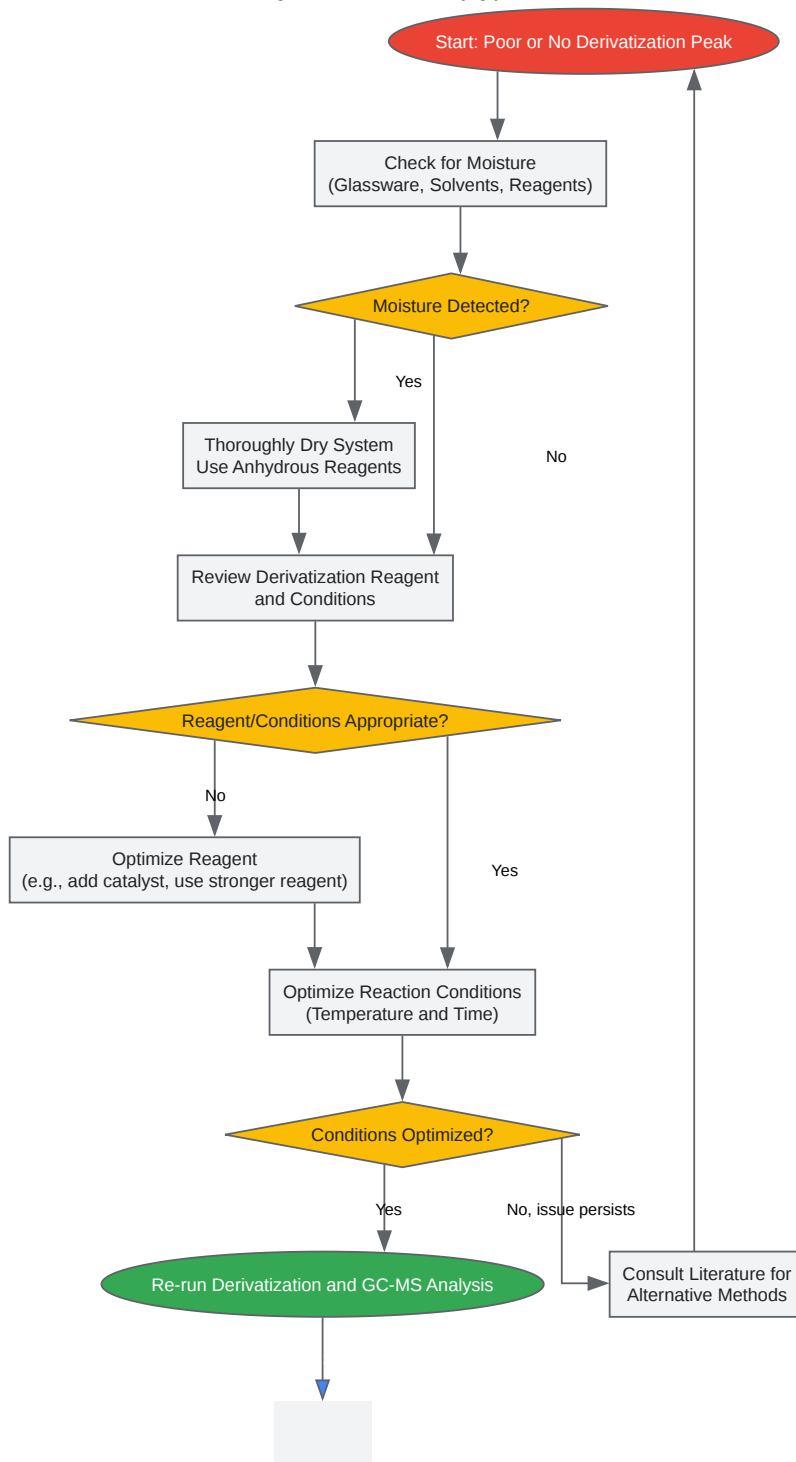 Start: Poor or No Derivatization Peak
Check for Moisture
(Glassware, Solvents, Reagents)
Moisture Detected?
Yes
Thoroughly Dry System
Use Anhydrous Reagents
No
Review Derivatization Reagent
and Conditions
Reagent/Conditions Appropriate?
No
Optimize Reagent
(e.g., add catalyst, use stronger reagent)
Yes
Optimize Reaction Conditions
(Temperature and Time)
Conditions Optimized?
Yes
No, issue persists
Re-run Derivatization and GC-MS Analysis
Consult Literature for
Alternative Methods